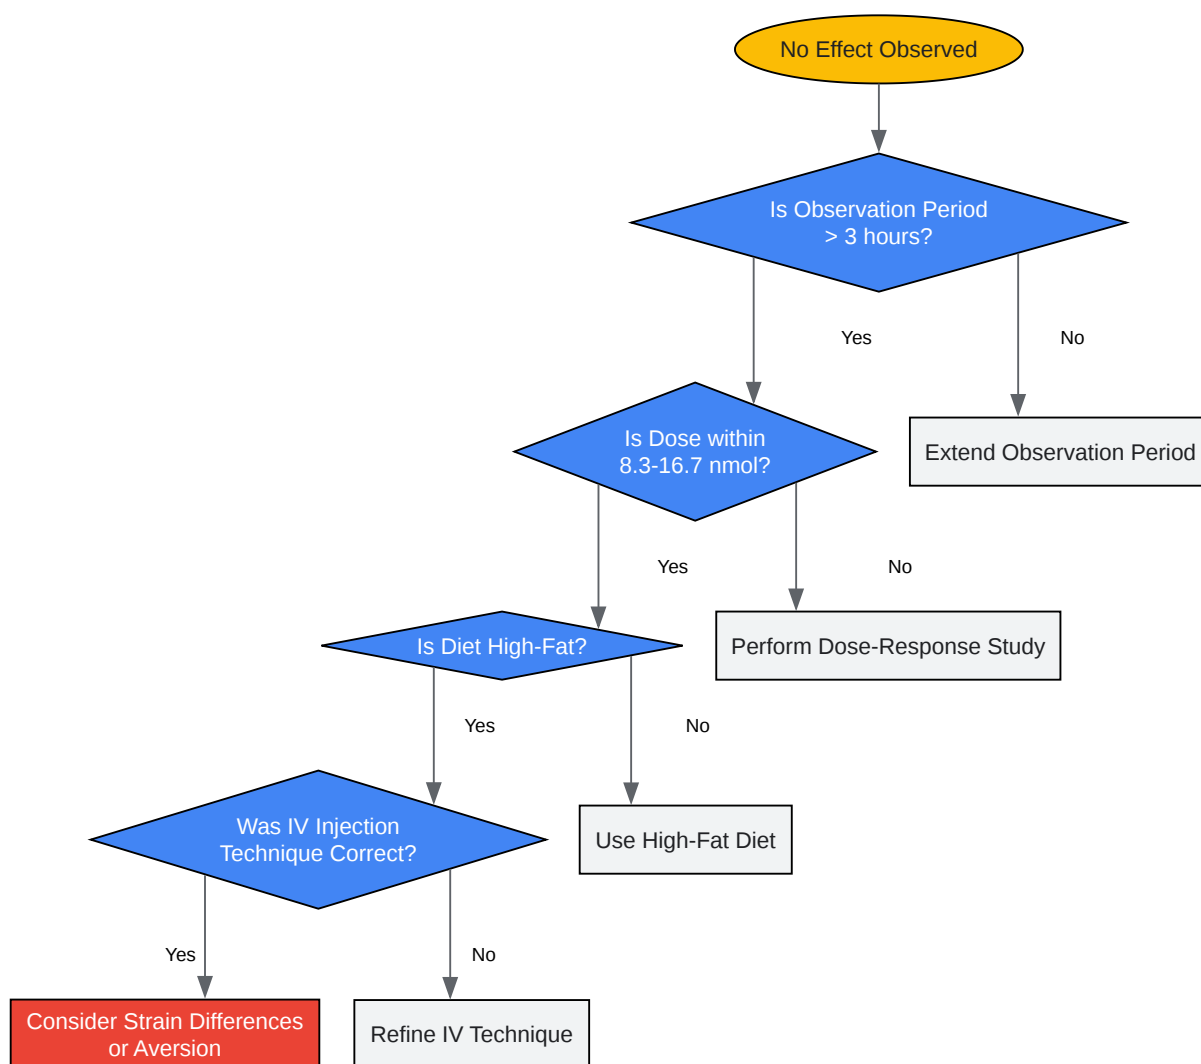 No Effect Observed
Is Observation Period
> 3 hours?
Yes
No
Is Dose within
8.3-16.7 nmol?
Extend Observation Period
Yes
No
Is Diet High-Fat?
Perform Dose-Response Study
Yes
No
Was IV Injection
Technique Correct?
Use High-Fat Diet
Yes
No
Consider Strain Differences
or Aversion
Refine IV Technique